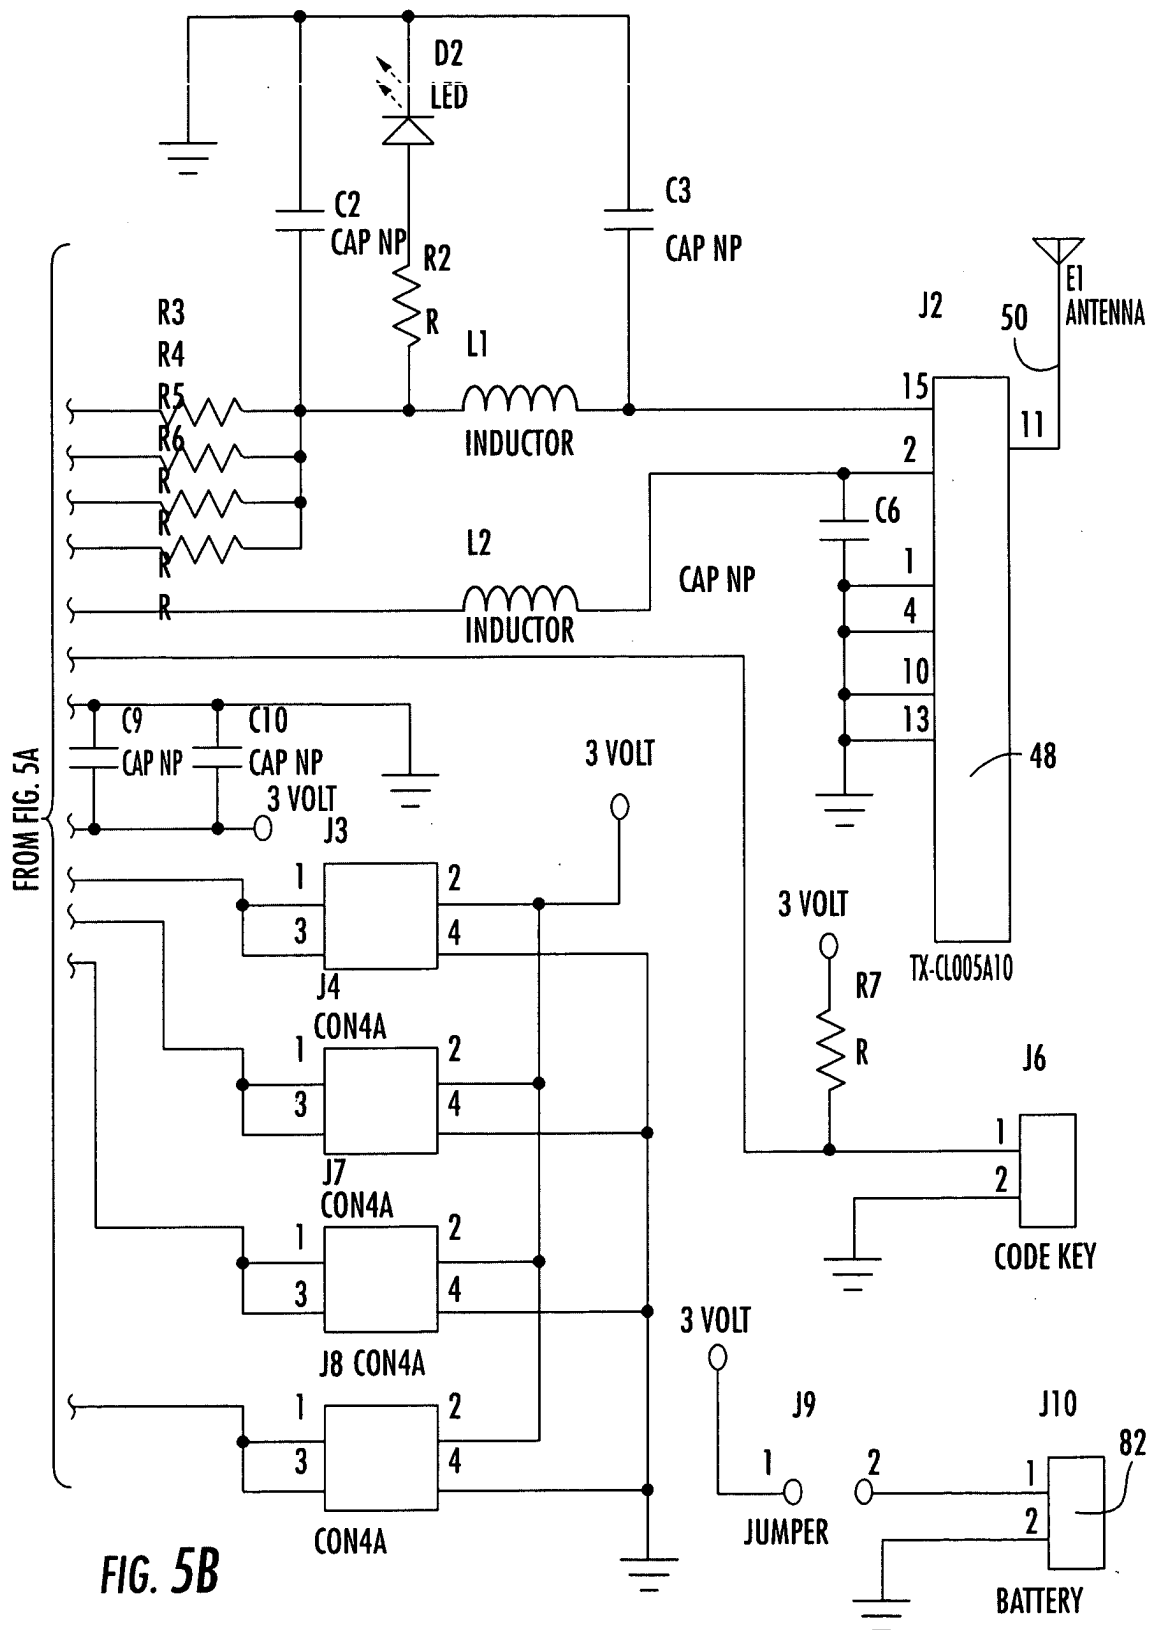 D2
LED
C2
CAP NP
C3
CAP NP
R2
R
E1
ANTENNA
50
J2
R3
R4
R5
R6
R
R
R
R
L1
INDUCTOR
15
11
2
C6
L2
INDUCTOR
CAP NP
1
4
10
13
48
C9
CAP NP
C10
CAP NP
3 VOLT
3 VOLT
FROM FIG. 5A
J3
1
2
3
4
J4
CON4A
1
2
3
4
J7
CON4A
1
2
3
4
J8 CON4A
1
2
3
4
CON4A
TX-CL005A10
3 VOLT
R7
R
J6
1
2
CODE KEY
3 VOLT
J9
1
2
JUMPER
J10
82
1
2
BATTERY
FIG. 5B